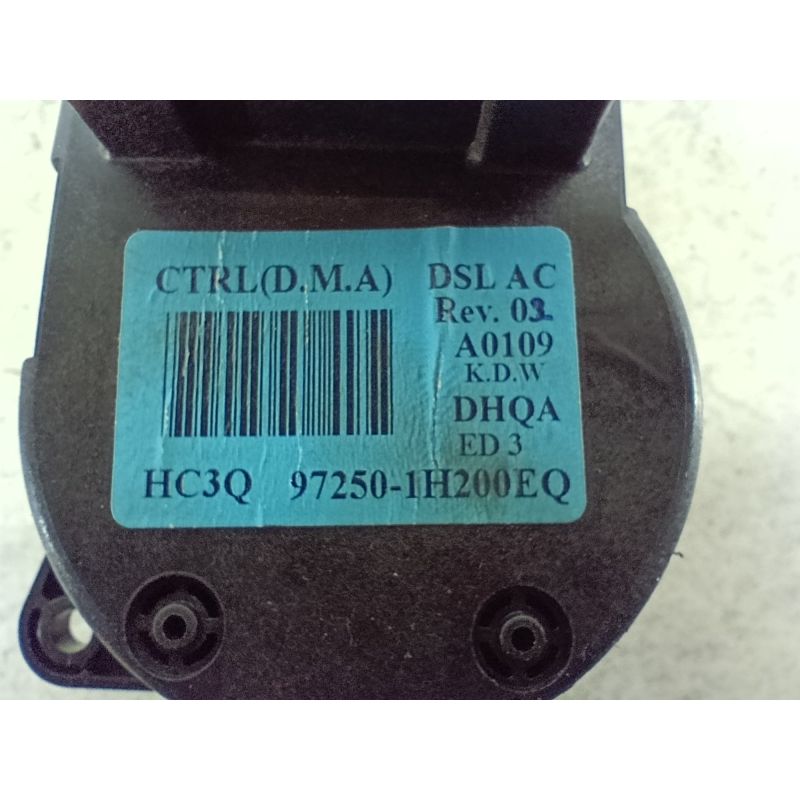 CTRL(D.M.A) DSL AC
Rev. 03
A0109
K.D.W
DHQA
ED 3
HC3Q 97250-1H200EQ